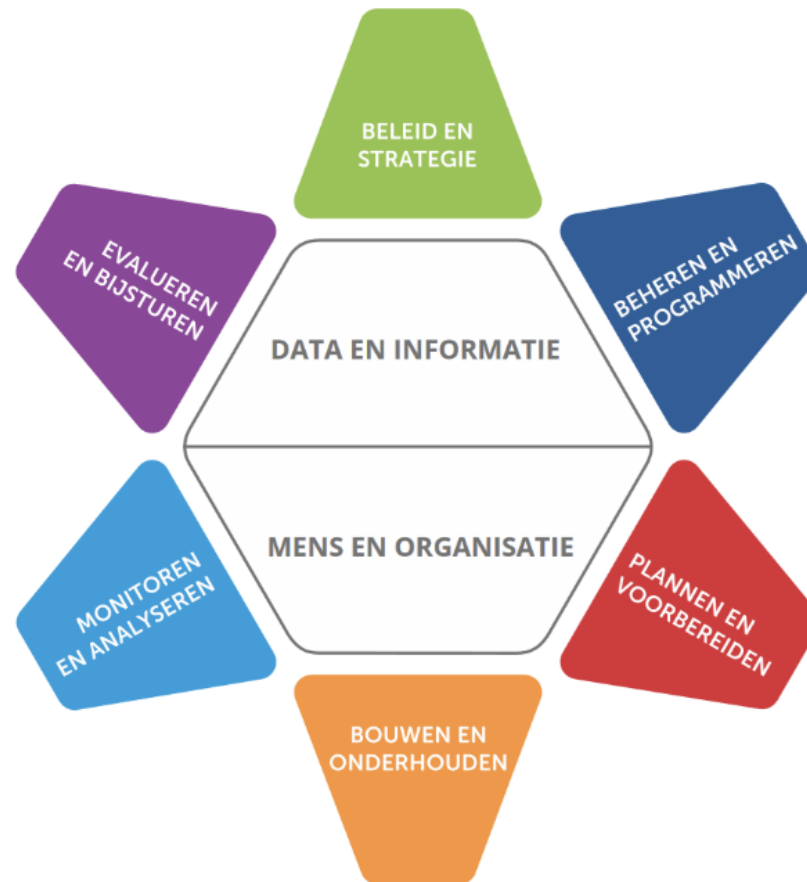 BELEID EN
STRATEGIE
BEHEREN EN
PROGRAMMEREN
PLANNEN EN
VOORBEREIDEN
BOUWEN EN
ONDERHOUDEN
MONITOREN
EN ANALYSEREN
EVALUEREN
EN BIJSTUREN
DATA EN INFORMATIE
MENS EN ORGANISATIE